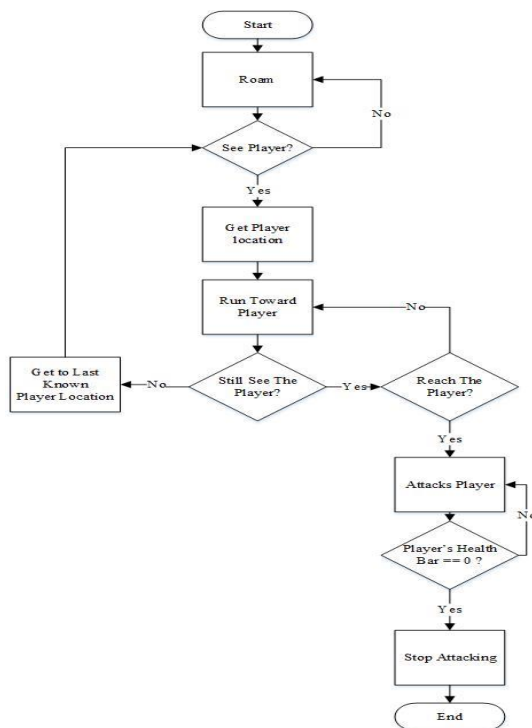 Start
Roam
No
See Player?
Yes
Get Player
location
Run Toward
Player
No
Get to Last
Known
Player Location
No
Still See The
Player?
Yes
Reach The
Player?
Yes
Attacks Player
No
Player's Health
Bar == 0 ?
Yes
Stop Attacking
End